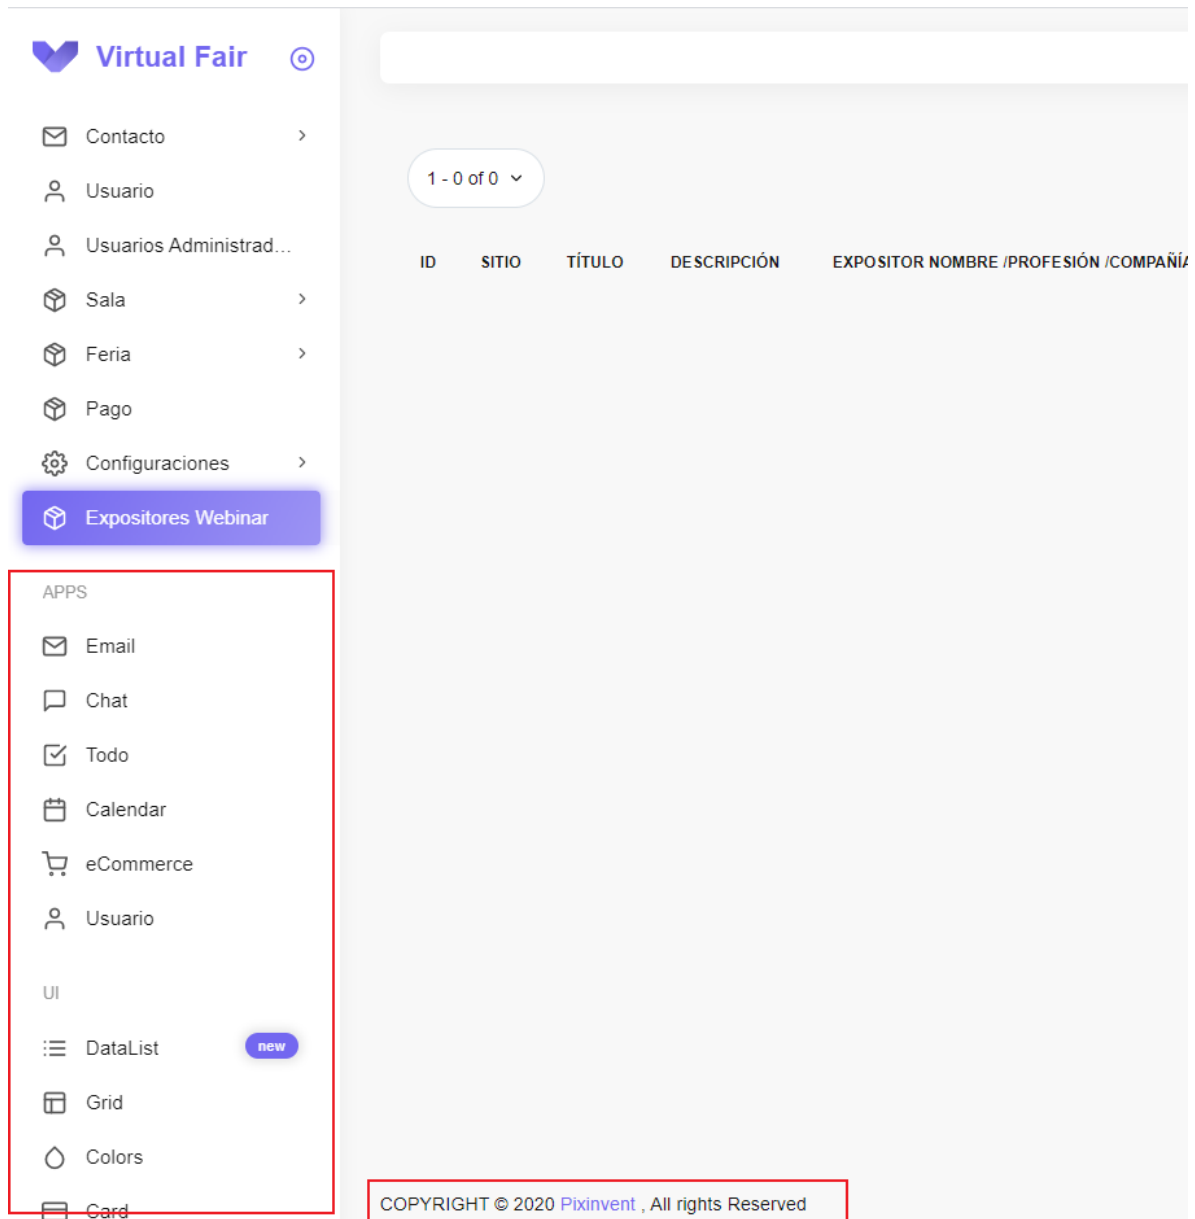 Virtual Fair
Contacto
Usuario
Usuarios Administrad...
Sala
Feria
Pago
Configuraciones
Expositores Webinar
APPS
Email
Chat
Todo
Calendar
eCommerce
Usuario
UI
DataList new
Grid
Colors
Card
1 - 0 of 0
ID SITIO TÍTULO DESCRIPCIÓN EXPOSITOR NOMBRE /PROFESIÓN /COMPAÑÍA
COPYRIGHT © 2020 Pixinvent , All rights Reserved